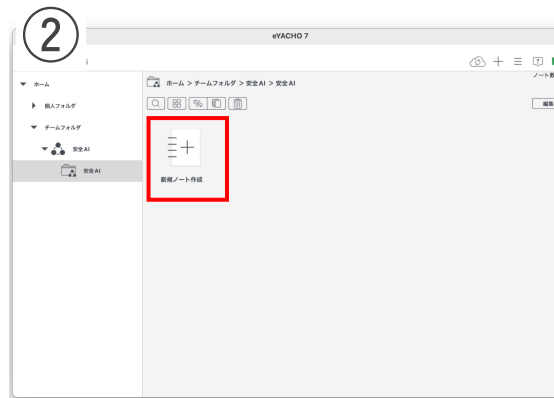 ②
eYACHO 7
ノート数
ホーム
ホーム > チームフォルダ > 安全AI > 安全AI
個人フォルダ
編集
チームフォルダ
安全AI
安全AI
新規ノート作成